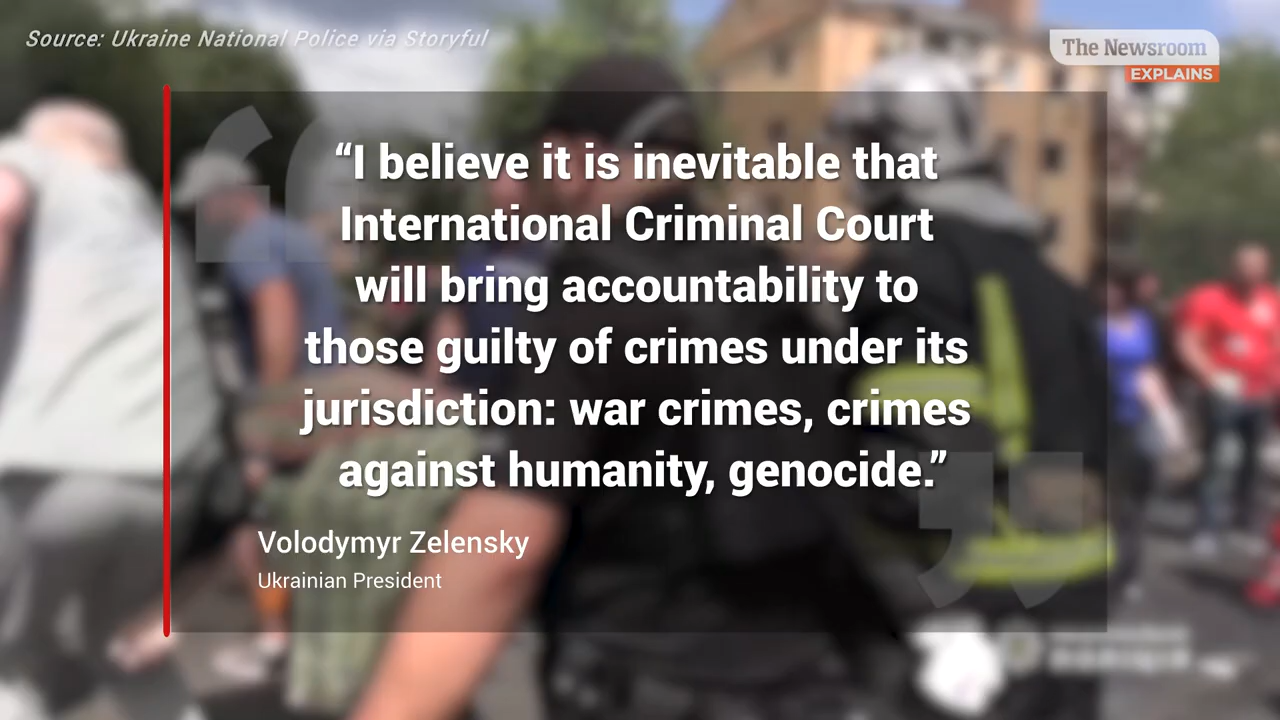 Source: Ukraine National Police via Storyful
The Newsroom
EXPLAINS
“I believe it is inevitable that
International Criminal Court
will bring accountability to
those guilty of crimes under its
jurisdiction: war crimes, crimes
against humanity, genocide.”
Volodymyr Zelensky
Ukrainian President